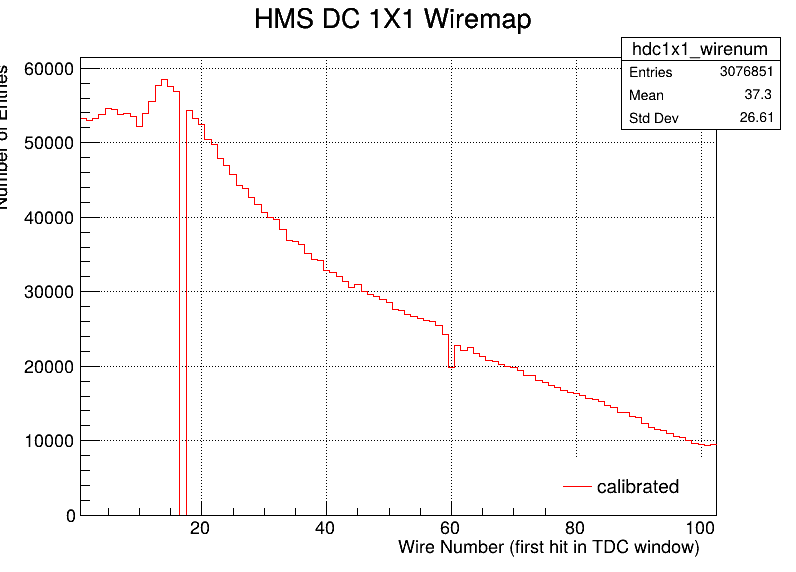 HMS DC 1X1 Wiremap
hdc1x1_wirenum
Entries 3076851
Mean 37.3
Std Dev 26.61
Number of Entries
60000
50000
40000
30000
20000
10000
0
calibrated
20 40 60 80 100
Wire Number (first hit in TDC window)